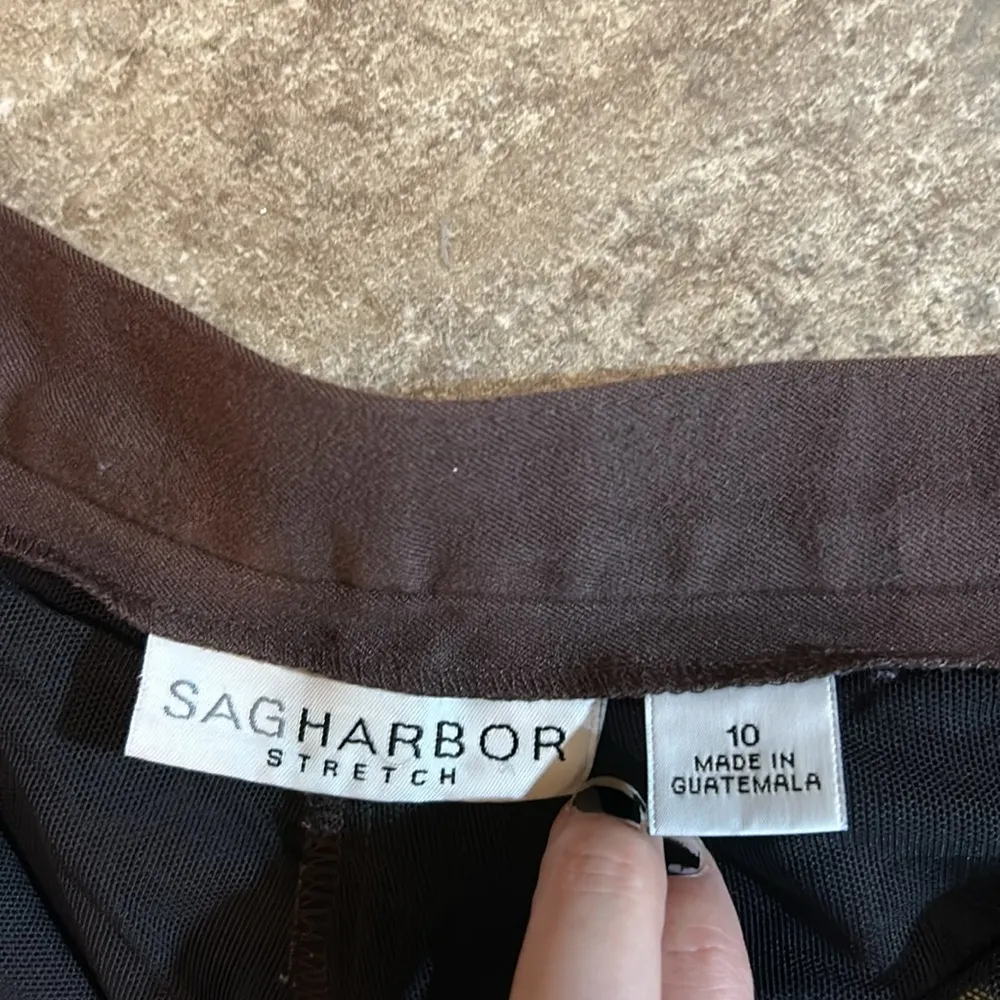 SAGHARBOR
STRETCH
10
MADE IN
GUATEMALA